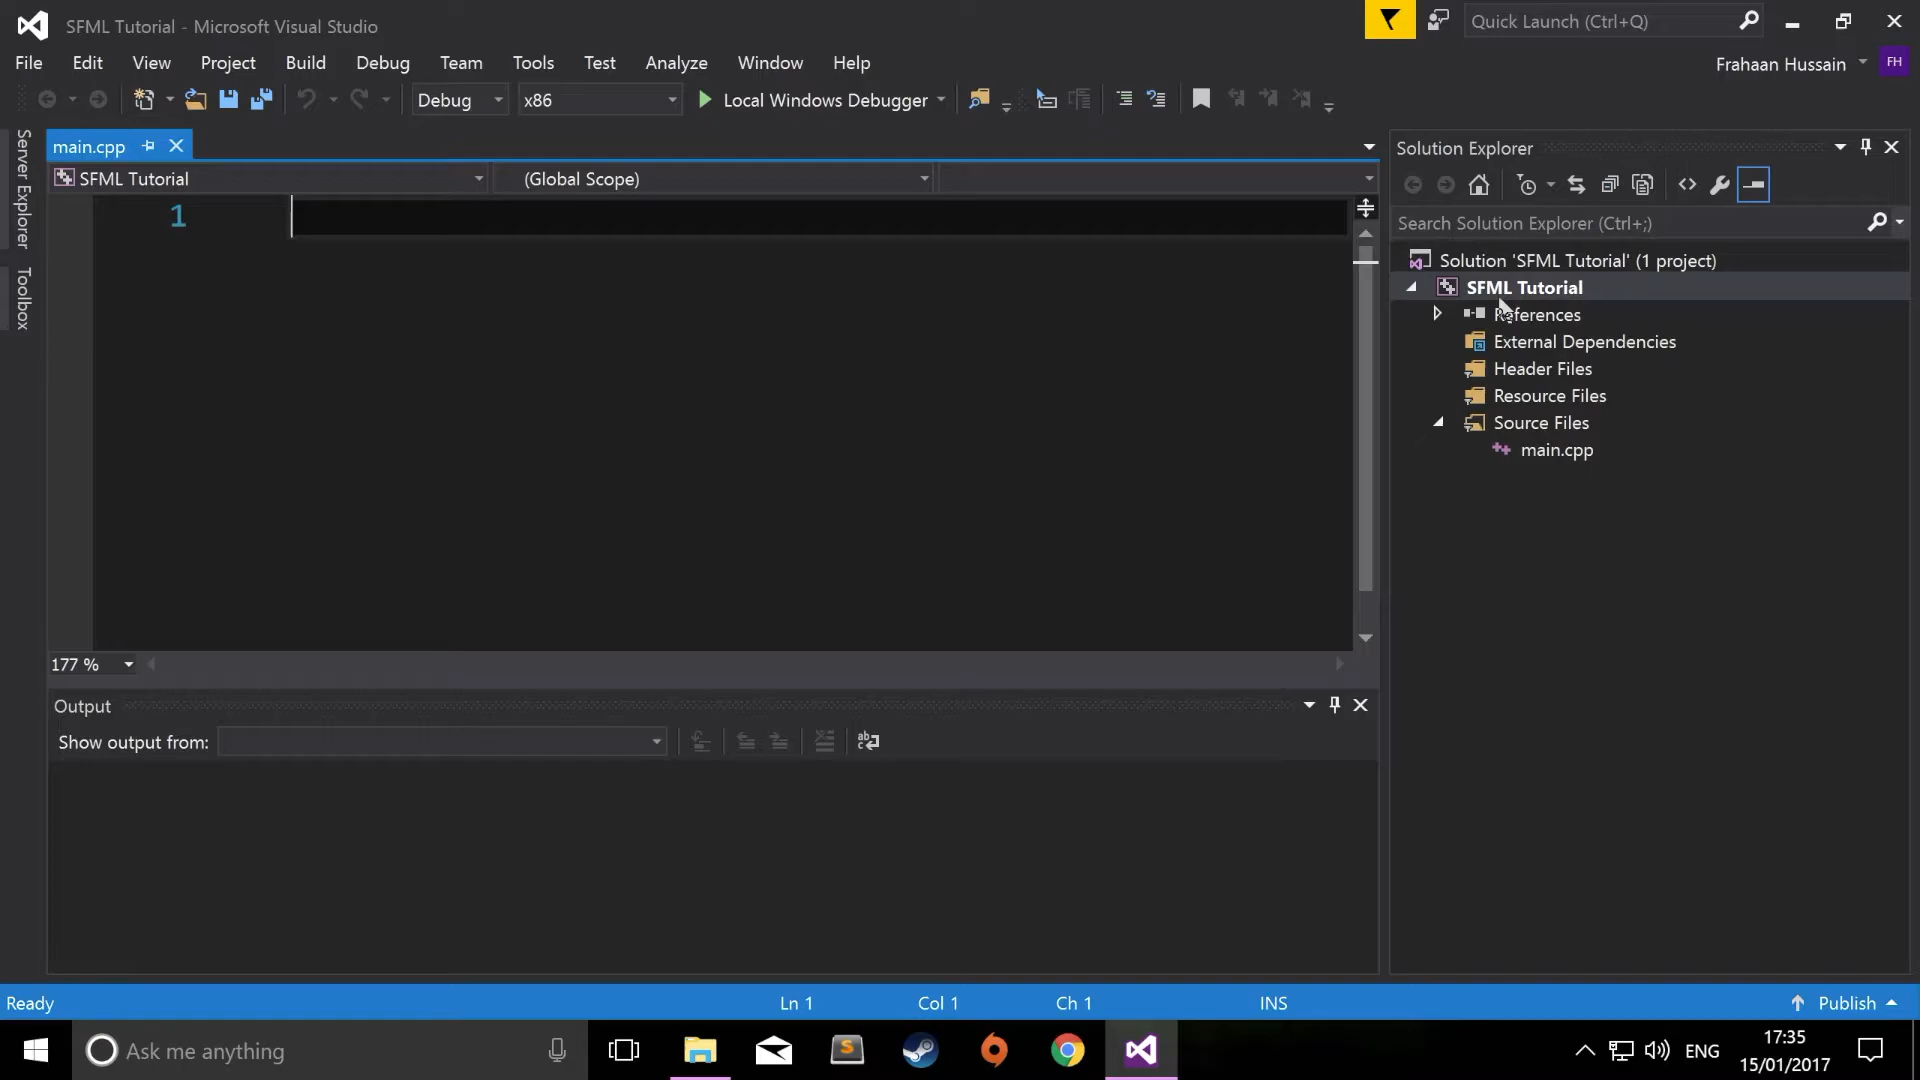 SFML Tutorial - Microsoft Visual Studio
Quick Launch (Ctrl+Q)
File Edit View Project Build Debug Team Tools Test Analyze Window Help
Frahaan Hussain FH
Debug x86 Local Windows Debugger
Server Explorer
Toolbox
main.cpp
SFML Tutorial (Global Scope)
1
177 %
Output
Show output from:
Solution Explorer
Search Solution Explorer (Ctrl+;)
Solution 'SFML Tutorial' (1 project)
SFML Tutorial
References
External Dependencies
Header Files
Resource Files
Source Files
main.cpp
Ready Ln 1 Col 1 Ch 1 INS Publish
Ask me anything
ENG
17:35
15/01/2017